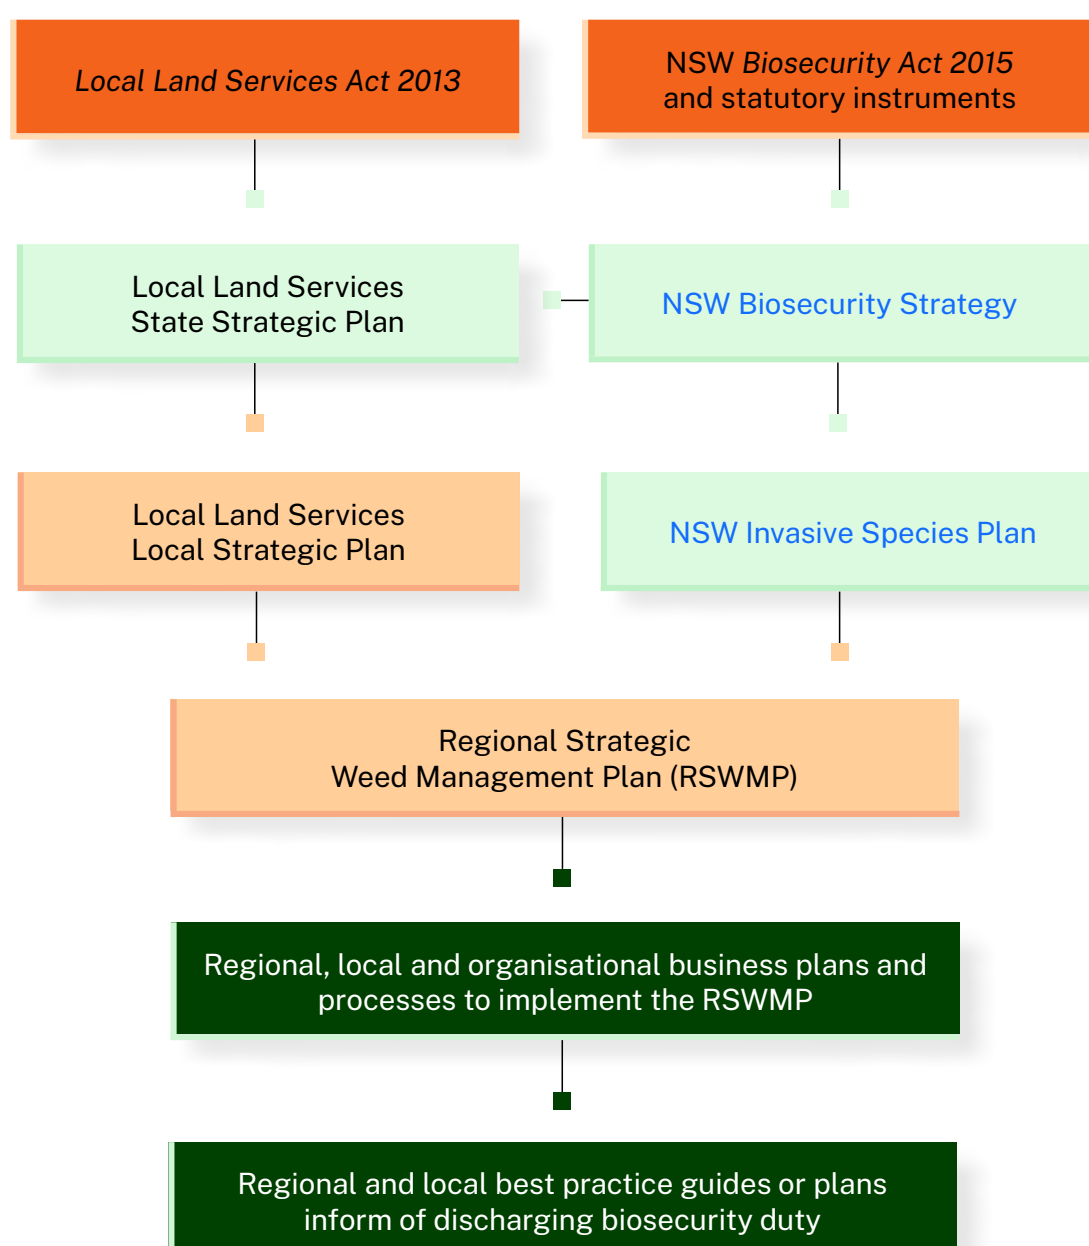 Local Land Services Act 2013
NSW Biosecurity Act 2015
and statutory instruments
Local Land Services
State Strategic Plan
NSW Biosecurity Strategy
Local Land Services
Local Strategic Plan
NSW Invasive Species Plan
Regional Strategic
Weed Management Plan (RSWMP)
Regional, local and organisational business plans and
processes to implement the RSWMP
Regional and local best practice guides or plans
inform of discharging biosecurity duty